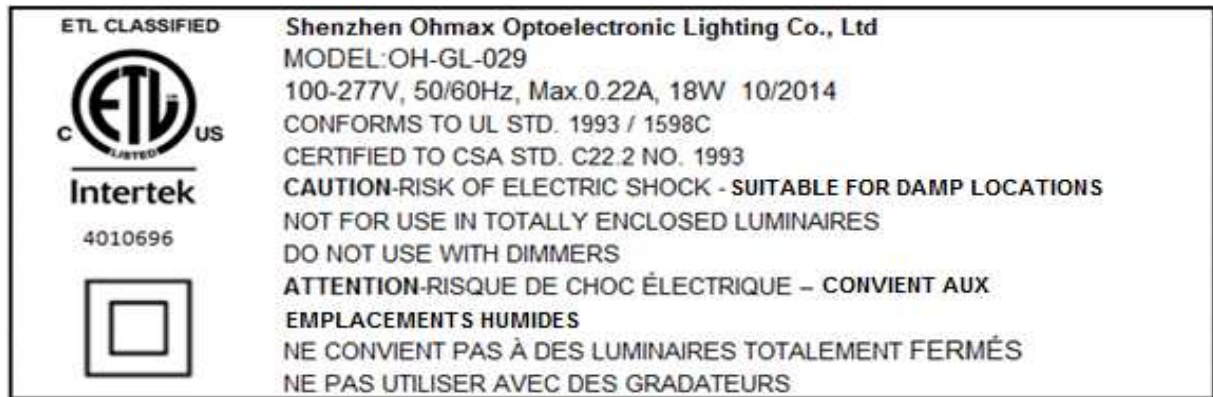 ETL CLASSIFIED
ETL
C
US
LISTED
Intertek
4010696
Shenzhen Ohmax Optoelectronic Lighting Co., Ltd
MODEL:OH-GL-029
100-277V, 50/60Hz, Max.0.22A, 18W 10/2014
CONFORMS TO UL STD. 1993 / 1598C
CERTIFIED TO CSA STD. C22.2 NO. 1993
CAUTION-RISK OF ELECTRIC SHOCK - SUITABLE FOR DAMP LOCATIONS
NOT FOR USE IN TOTALLY ENCLOSED LUMINAIRES
DO NOT USE WITH DIMMERS
ATTENTION-RISQUE DE CHOC ÉLECTRIQUE – CONVIENT AUX
EMPLACEMENTS HUMIDES
NE CONVIENT PAS À DES LUMINAIRES TOTALEMENT FERMÉS
NE PAS UTILISER AVEC DES GRADATEURS